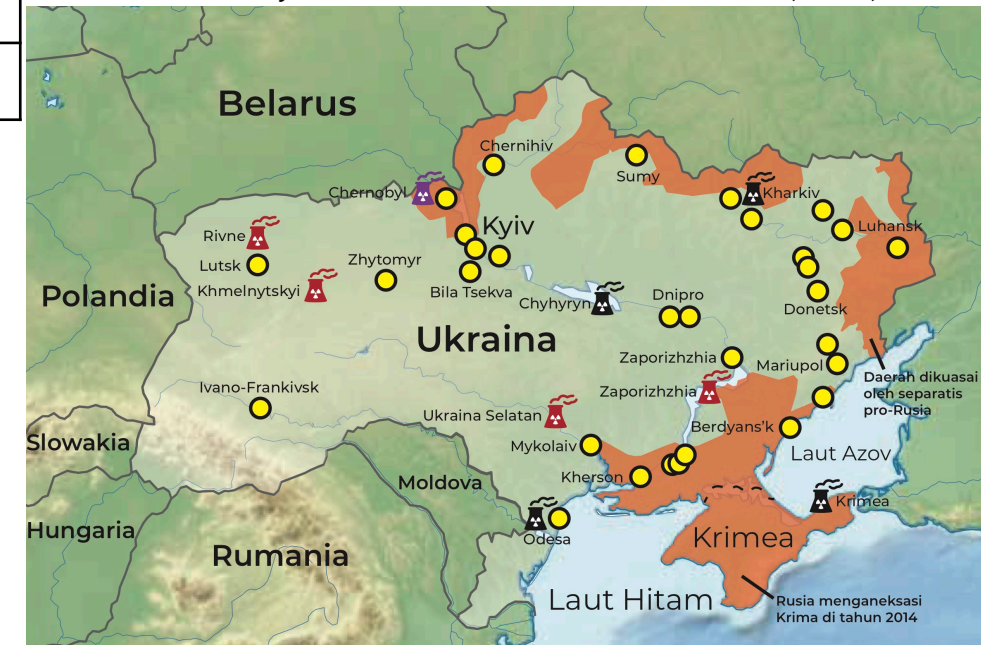 Belarus
Chernihiv
Sumy
Chernobyl
Kharkiv
Rivne
Kyiv
Luhansk
Lutsk
Zhytomyr
Khmelnytskyi
Polandia
Bila Tsekva
Chyhyryn
Dnipro
Donetsk
Ukraina
Zaporizhzhia
Mariupol
Daerah dikuasai
oleh separatis
pro-Rusia
Ivano-Frankivsk
Zaporizhzhia
Ukraina Selatan
Berdyans'k
Slowakia
Mykolaiv
Laut Azov
Moldova
Kherson
Krimea
Hungaria
Odesa
Krimea
Rumania
Laut Hitam
Rusia menganeksasi
Krima di tahun 2014